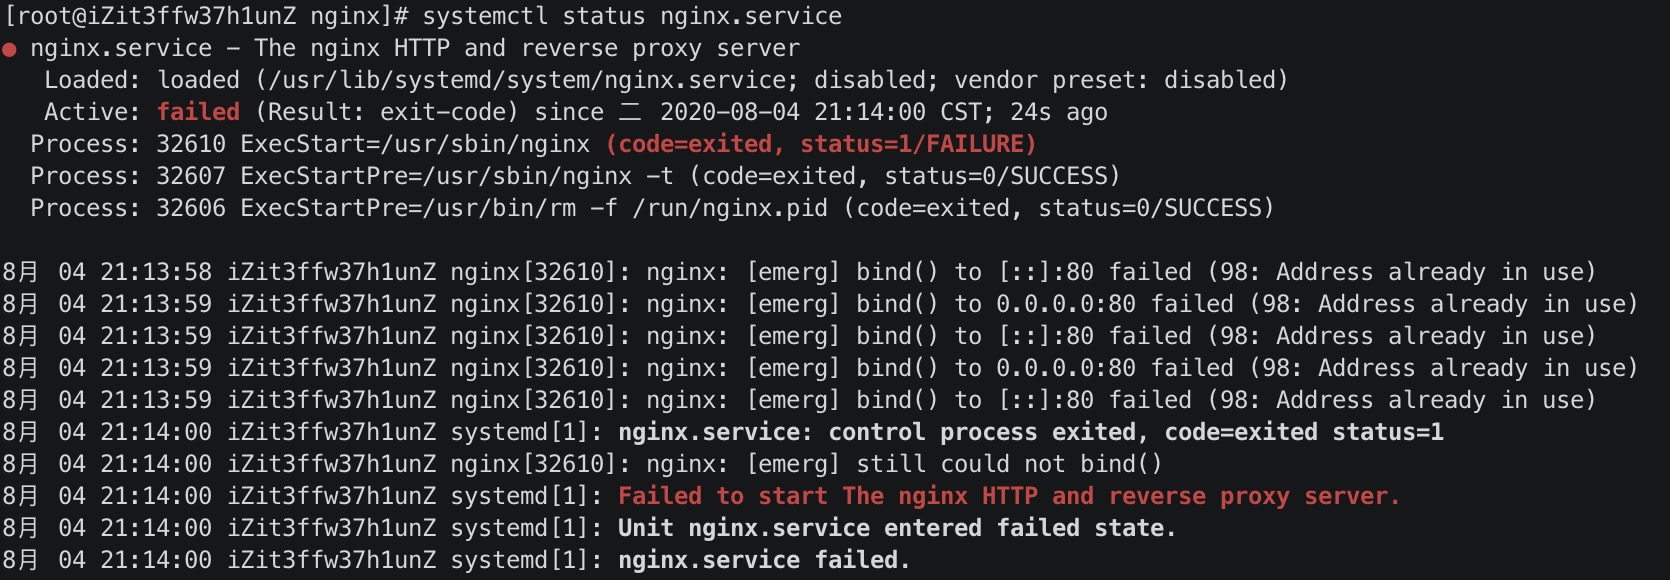 [root@iZit3ffw37h1unZ nginx]# systemctl status nginx.service
● nginx.service – The nginx HTTP and reverse proxy server
Loaded: loaded (/usr/lib/systemd/system/nginx.service; disabled; vendor preset: disabled)
Active: failed (Result: exit-code) since 二 2020-08-04 21:14:00 CST; 24s ago
Process: 32610 ExecStart=/usr/sbin/nginx (code=exited, status=1/FAILURE)
Process: 32607 ExecStartPre=/usr/sbin/nginx -t (code=exited, status=0/SUCCESS)
Process: 32606 ExecStartPre=/usr/bin/rm -f /run/nginx.pid (code=exited, status=0/SUCCESS)
8月 04 21:13:58 iZit3ffw37h1unZ nginx[32610]: nginx: [emerg] bind() to [::]:80 failed (98: Address already in use)
8月 04 21:13:59 iZit3ffw37h1unZ nginx[32610]: nginx: [emerg] bind() to 0.0.0.0:80 failed (98: Address already in use)
8月 04 21:13:59 iZit3ffw37h1unZ nginx[32610]: nginx: [emerg] bind() to [::]:80 failed (98: Address already in use)
8月 04 21:13:59 iZit3ffw37h1unZ nginx[32610]: nginx: [emerg] bind() to 0.0.0.0:80 failed (98: Address already in use)
8月 04 21:13:59 iZit3ffw37h1unZ nginx[32610]: nginx: [emerg] bind() to [::]:80 failed (98: Address already in use)
8月 04 21:14:00 iZit3ffw37h1unZ systemd[1]: nginx.service: control process exited, code=exited status=1
8月 04 21:14:00 iZit3ffw37h1unZ nginx[32610]: nginx: [emerg] still could not bind()
8月 04 21:14:00 iZit3ffw37h1unZ systemd[1]: Failed to start The nginx HTTP and reverse proxy server.
8月 04 21:14:00 iZit3ffw37h1unZ systemd[1]: Unit nginx.service entered failed state.
8月 04 21:14:00 iZit3ffw37h1unZ systemd[1]: nginx.service failed.